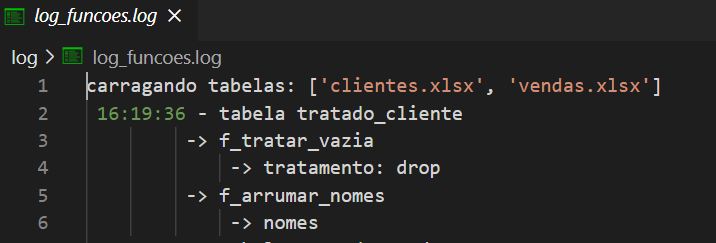 log_funcoes.log
log > log_funcoes.log
1 carragando tabelas: ['clientes.xlsx', 'vendas.xlsx']
2 16:19:36 - tabela tratado_cliente
3 -> f_tratar_vazia
4 -> tratamento: drop
5 -> f_arrumar_nomes
6 -> nomes